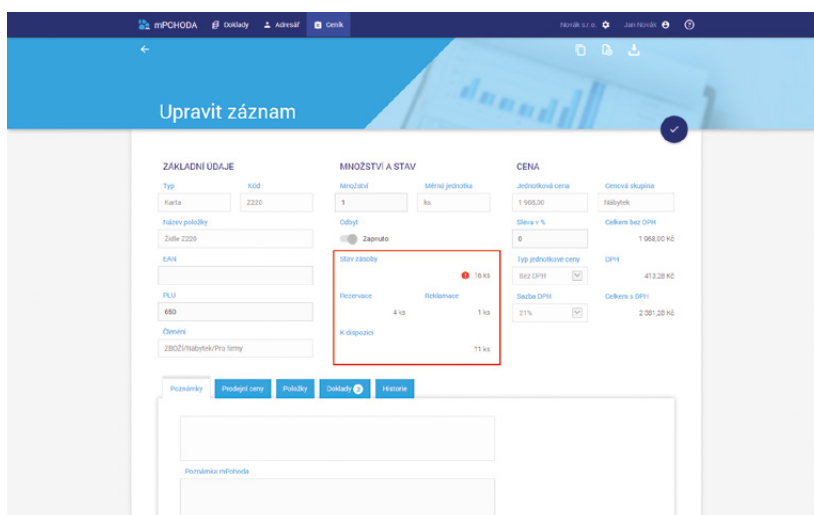 mPOHODA Doklady Adresář Ceník Novák s.r.o. Jan Novák
Upravit záznam
ZÁKLADNÍ ÚDAJE
Typ Kód
Karta 2220
Název položky
Židle Z220
EAN
PLU
650
Členění
ZBOŽÍ/Nábytek/Pro firmy
MNOŽSTVÍ A STAV
Množství Měrná jednotka
1 ks
Odbyt
Zapnuto
Stav zásoby
16 ks
Rezervace Reklamace
4 ks 1 ks
K dispozici
11 ks
CENA
Jednotková cena Cenová skupina
1 968,00 Nábytek
Sleva v % Celkem bez DPH
0 1 968,00 Kč
Typ jednotkové ceny DPH
Bez DPH 413,28 Kč
Sazba DPH Celkem s DPH
21% 2 381,28 Kč
Poznámky Prodejní ceny Položky Doklady Historie
Poznámka mPohoda